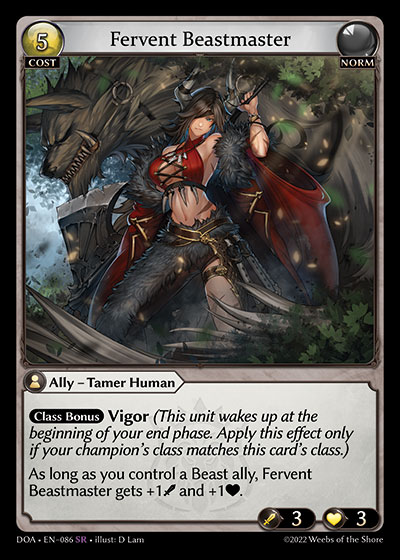 5
Fervent Beastmaster
COST
NORM
Ally – Tamer Human
Class Bonus Vigor (This unit wakes up at the
beginning of your end phase. Apply this effect only
if your champion's class matches this card's class.)
As long as you control a Beast ally, Fervent
Beastmaster gets +1 and +1.
3
3
DOA • EN–086 SR • illust: D Lam
©2022 Weebs of the Shore